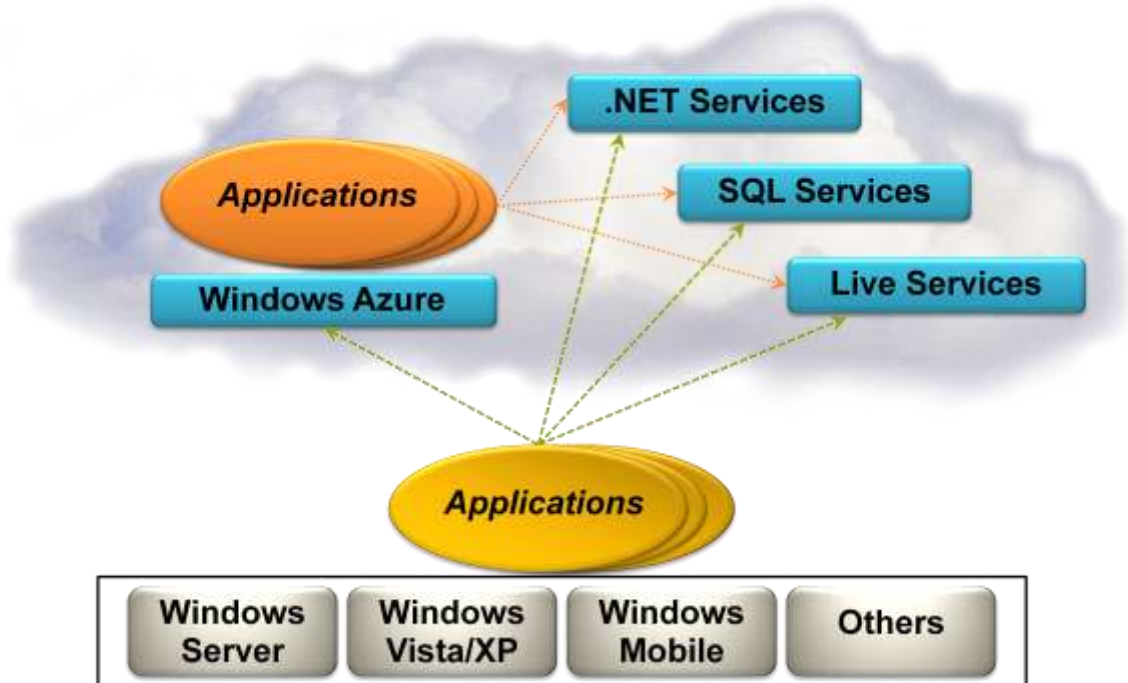 .NET Services
Applications
SQL Services
Live Services
Windows Azure
Applications
Windows
Server
Windows
Vista/XP
Windows
Mobile
Others